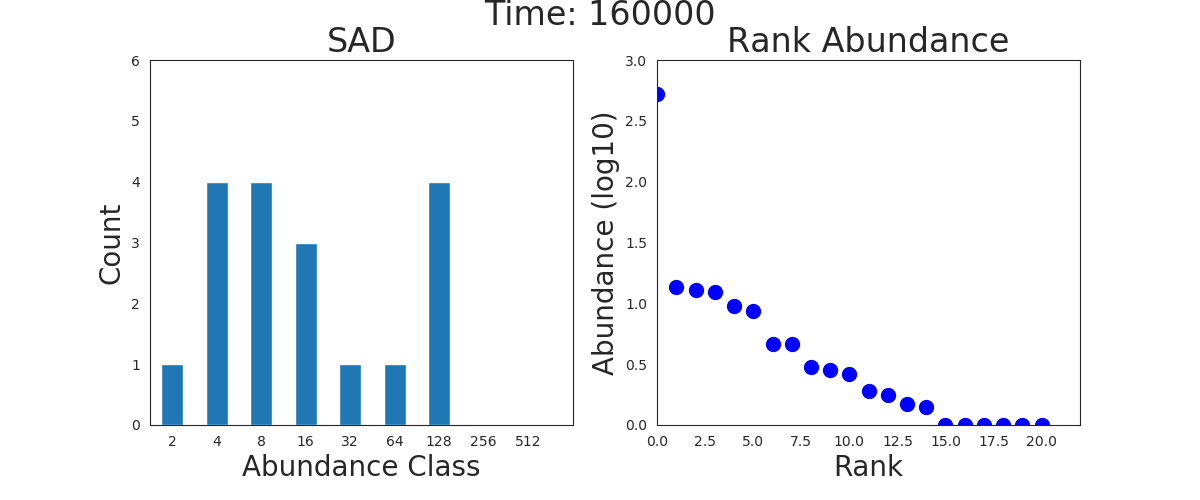 Time: 160000
SAD
6
5
4
3
2
1
0
Count
2 4 8 16 32 64 128 256 512
Abundance Class
Rank Abundance
3.0
2.5
2.0
1.5
1.0
0.5
0.0
Abundance (log10)
0.0 2.5 5.0 7.5 10.0 12.5 15.0 17.5 20.0
Rank